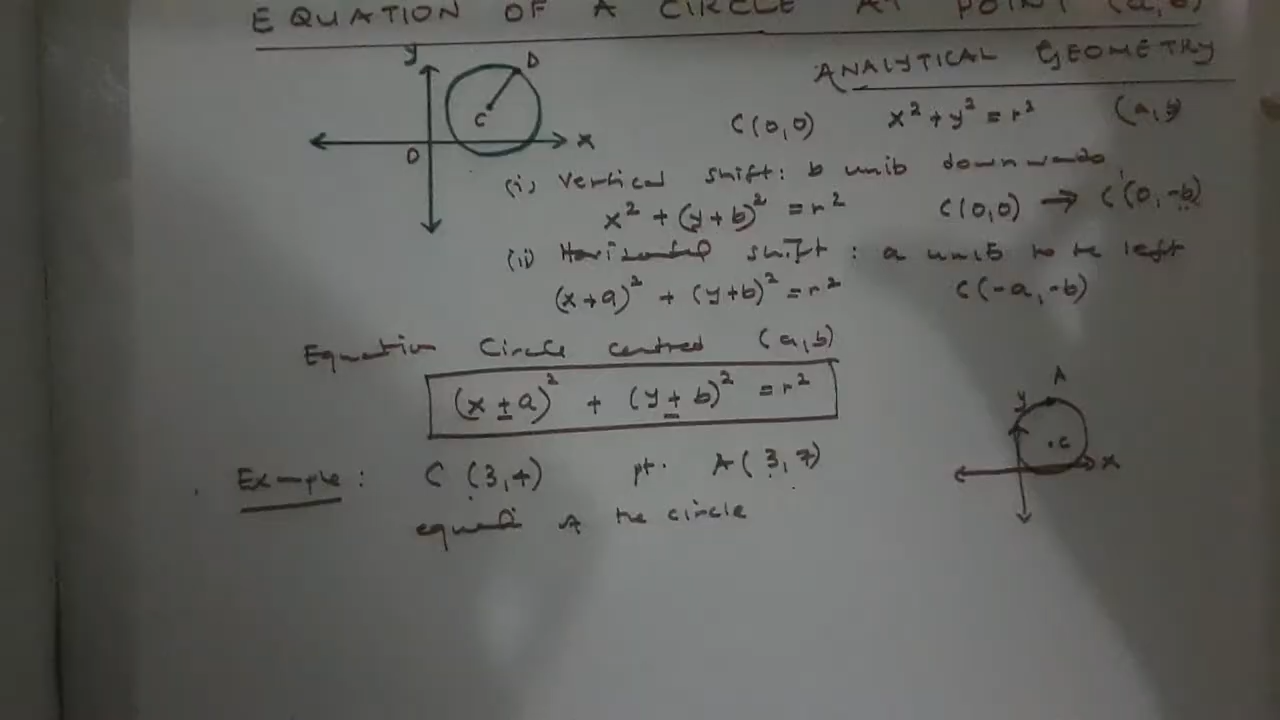 EQUATION OF A CIRCLE AT POINT (a,b)
ANALYTICAL GEOMETRY
y D C O x
C(0,0) x² + y² = r² (a,y)
(i) Vertical shift: b units downwards
x² + (y+b)² = r² C(0,0) → C'(0,-b)
(ii) Horizontal shift : a units to the left
(x+a)² + (y+b)² = r² C(-a,-b)
Equation Circle centred (a,b)
(x ± a)² + (y ± b)² = r²
A y C x
Example : C (3,4) pt. A(3,7)
the circle